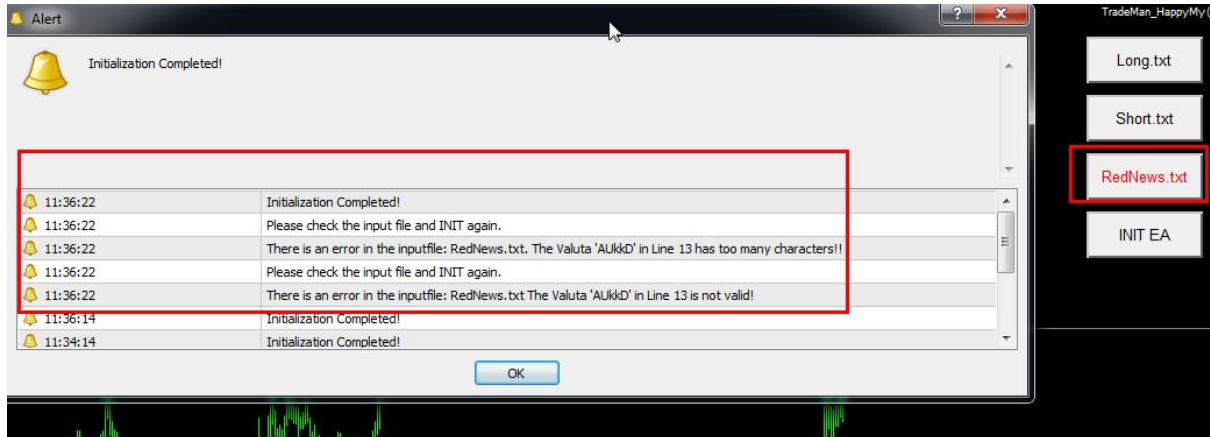 Alert
TradeMan_HappyMy(
Initialization Completed!
Long.txt
Short.txt
RedNews.txt
INIT EA
11:36:22 Initialization Completed!
11:36:22 Please check the input file and INIT again.
11:36:22 There is an error in the inputfile: RedNews.txt. The Valuta 'AUkkD' in Line 13 has too many characters!!
11:36:22 Please check the input file and INIT again.
11:36:22 There is an error in the inputfile: RedNews.txt The Valuta 'AUkkD' in Line 13 is not valid!
11:36:14 Initialization Completed!
11:34:14 Initialization Completed!
OK